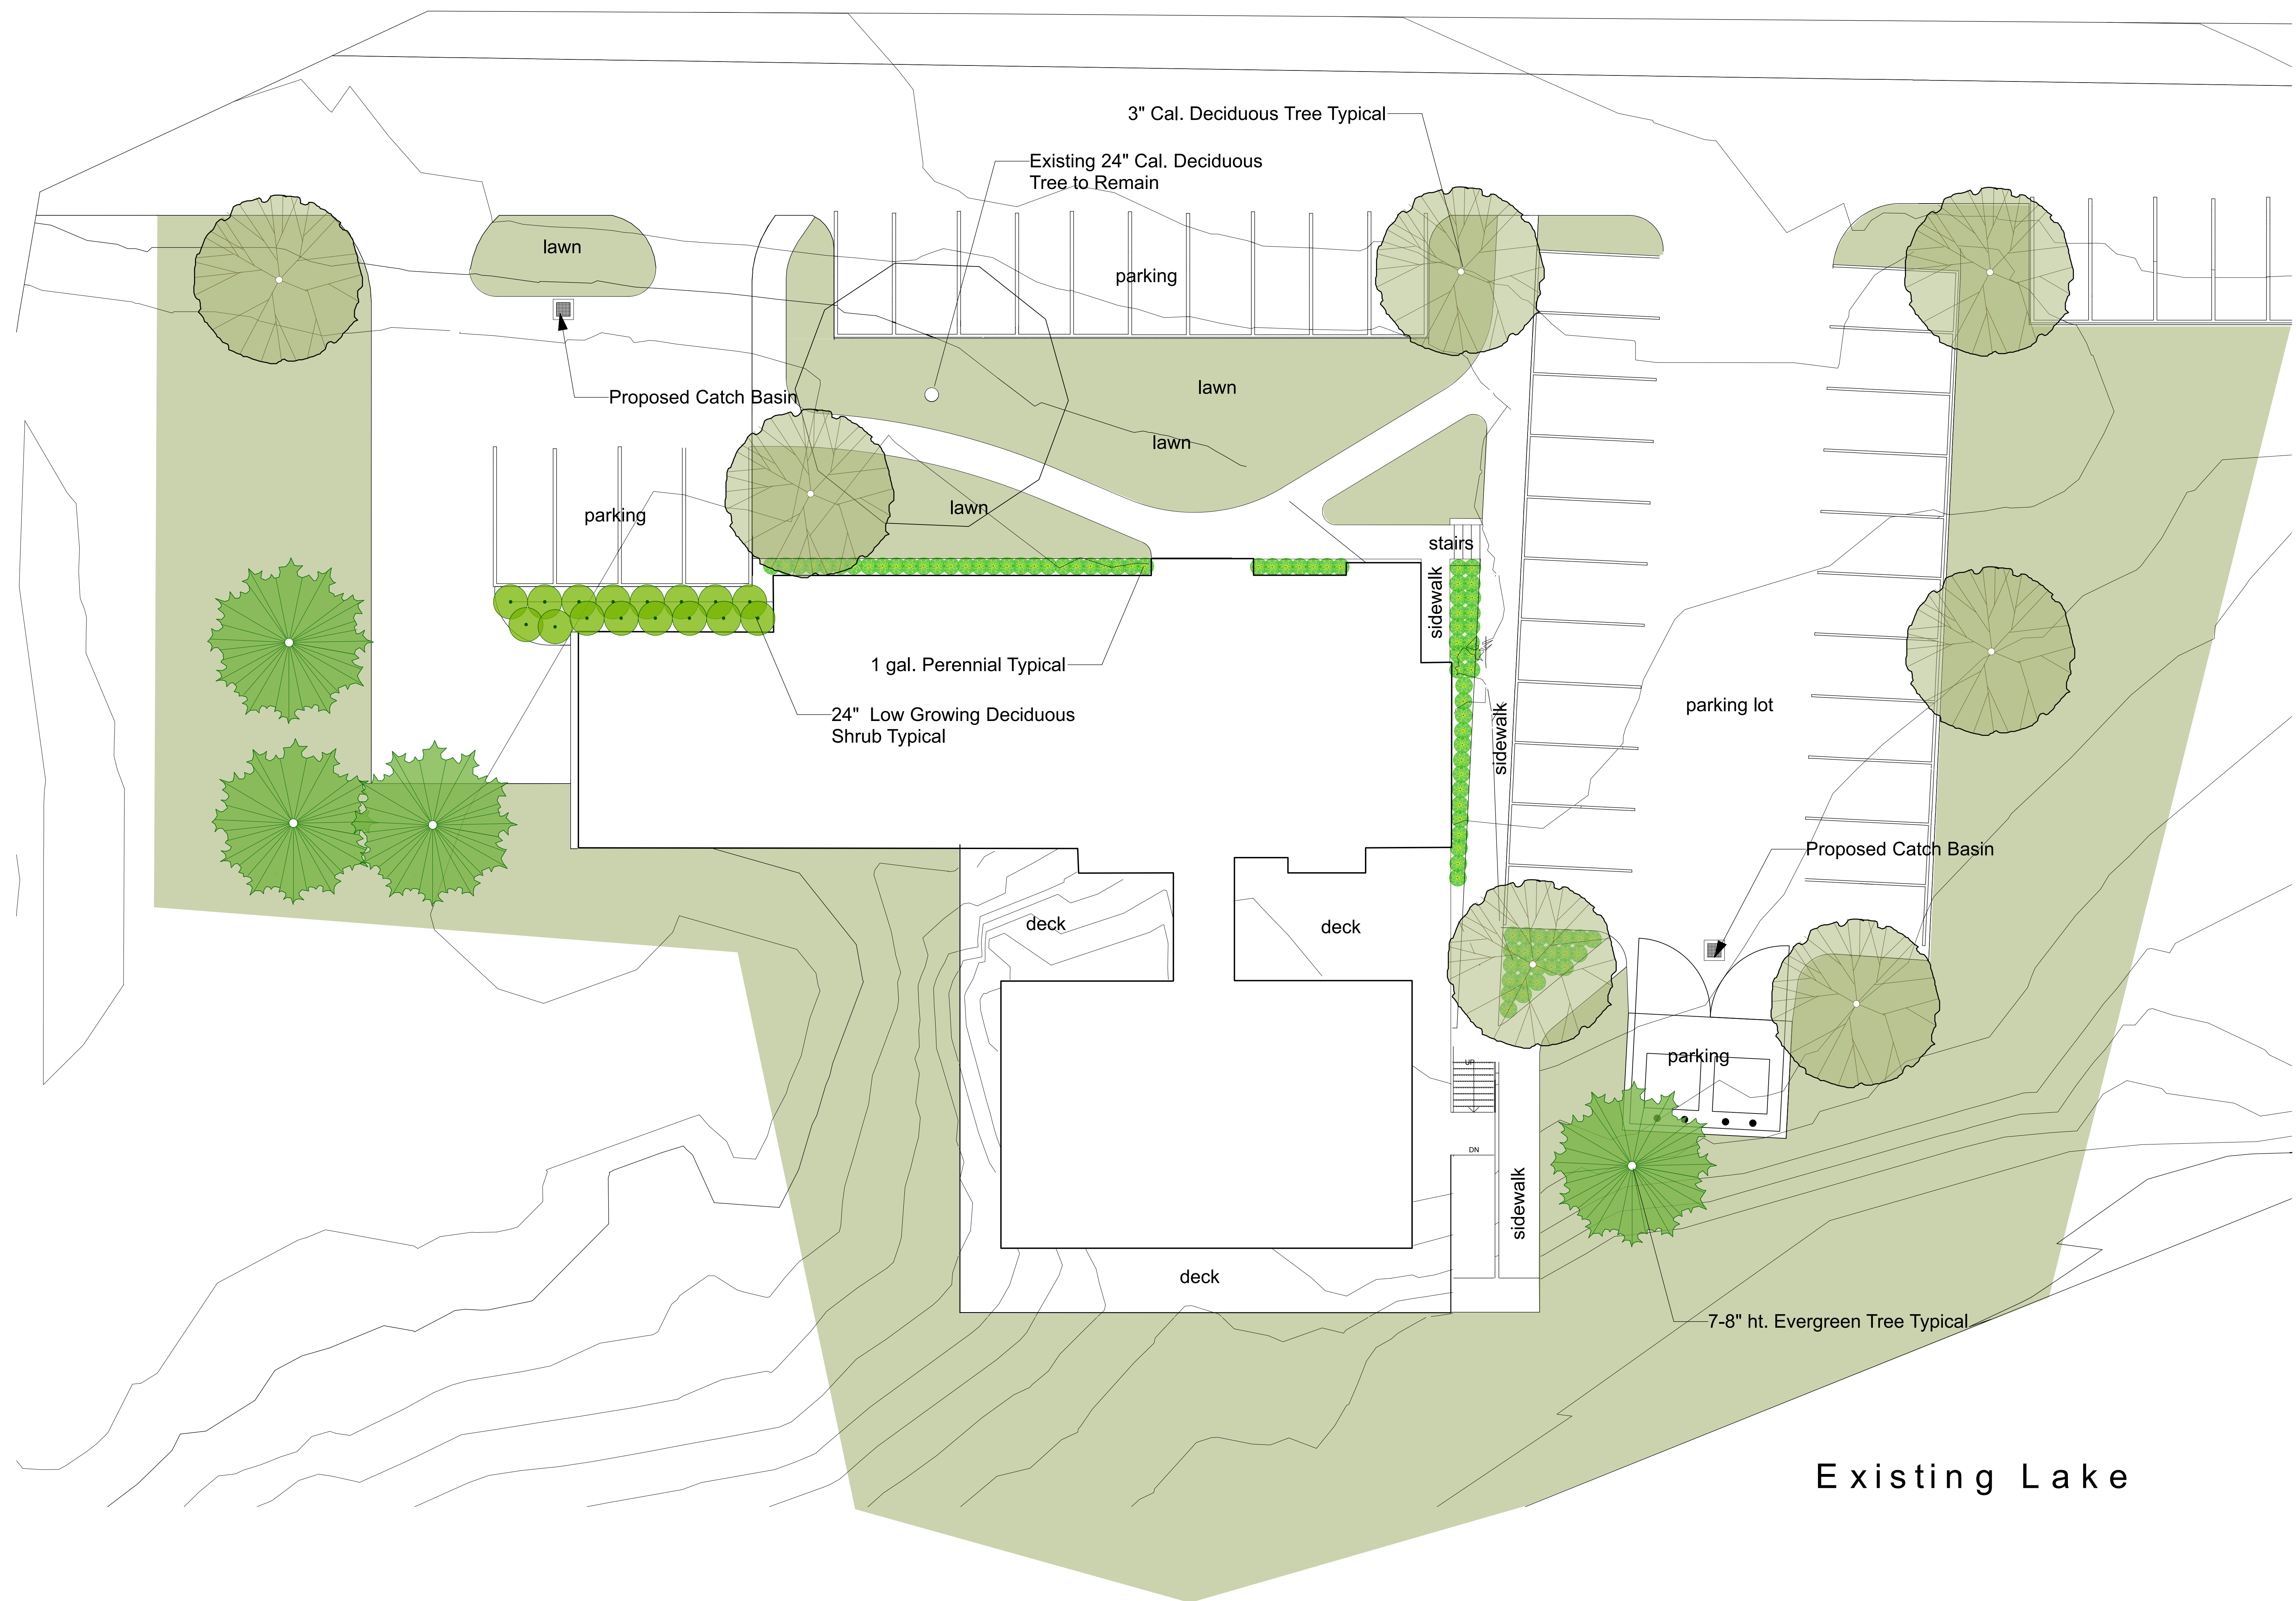 3" Cal. Deciduous Tree Typical
Existing 24" Cal. Deciduous
Tree to Remain
lawn
parking
lawn
Proposed Catch Basin
lawn
lawn
parking
stairs
sidewalk
1 gal. Perennial Typical
24" Low Growing Deciduous
Shrub Typical
sidewalk
parking lot
Proposed Catch Basin
deck
deck
parking
UP
DN
sidewalk
deck
7-8" ht. Evergreen Tree Typical
Existing Lake